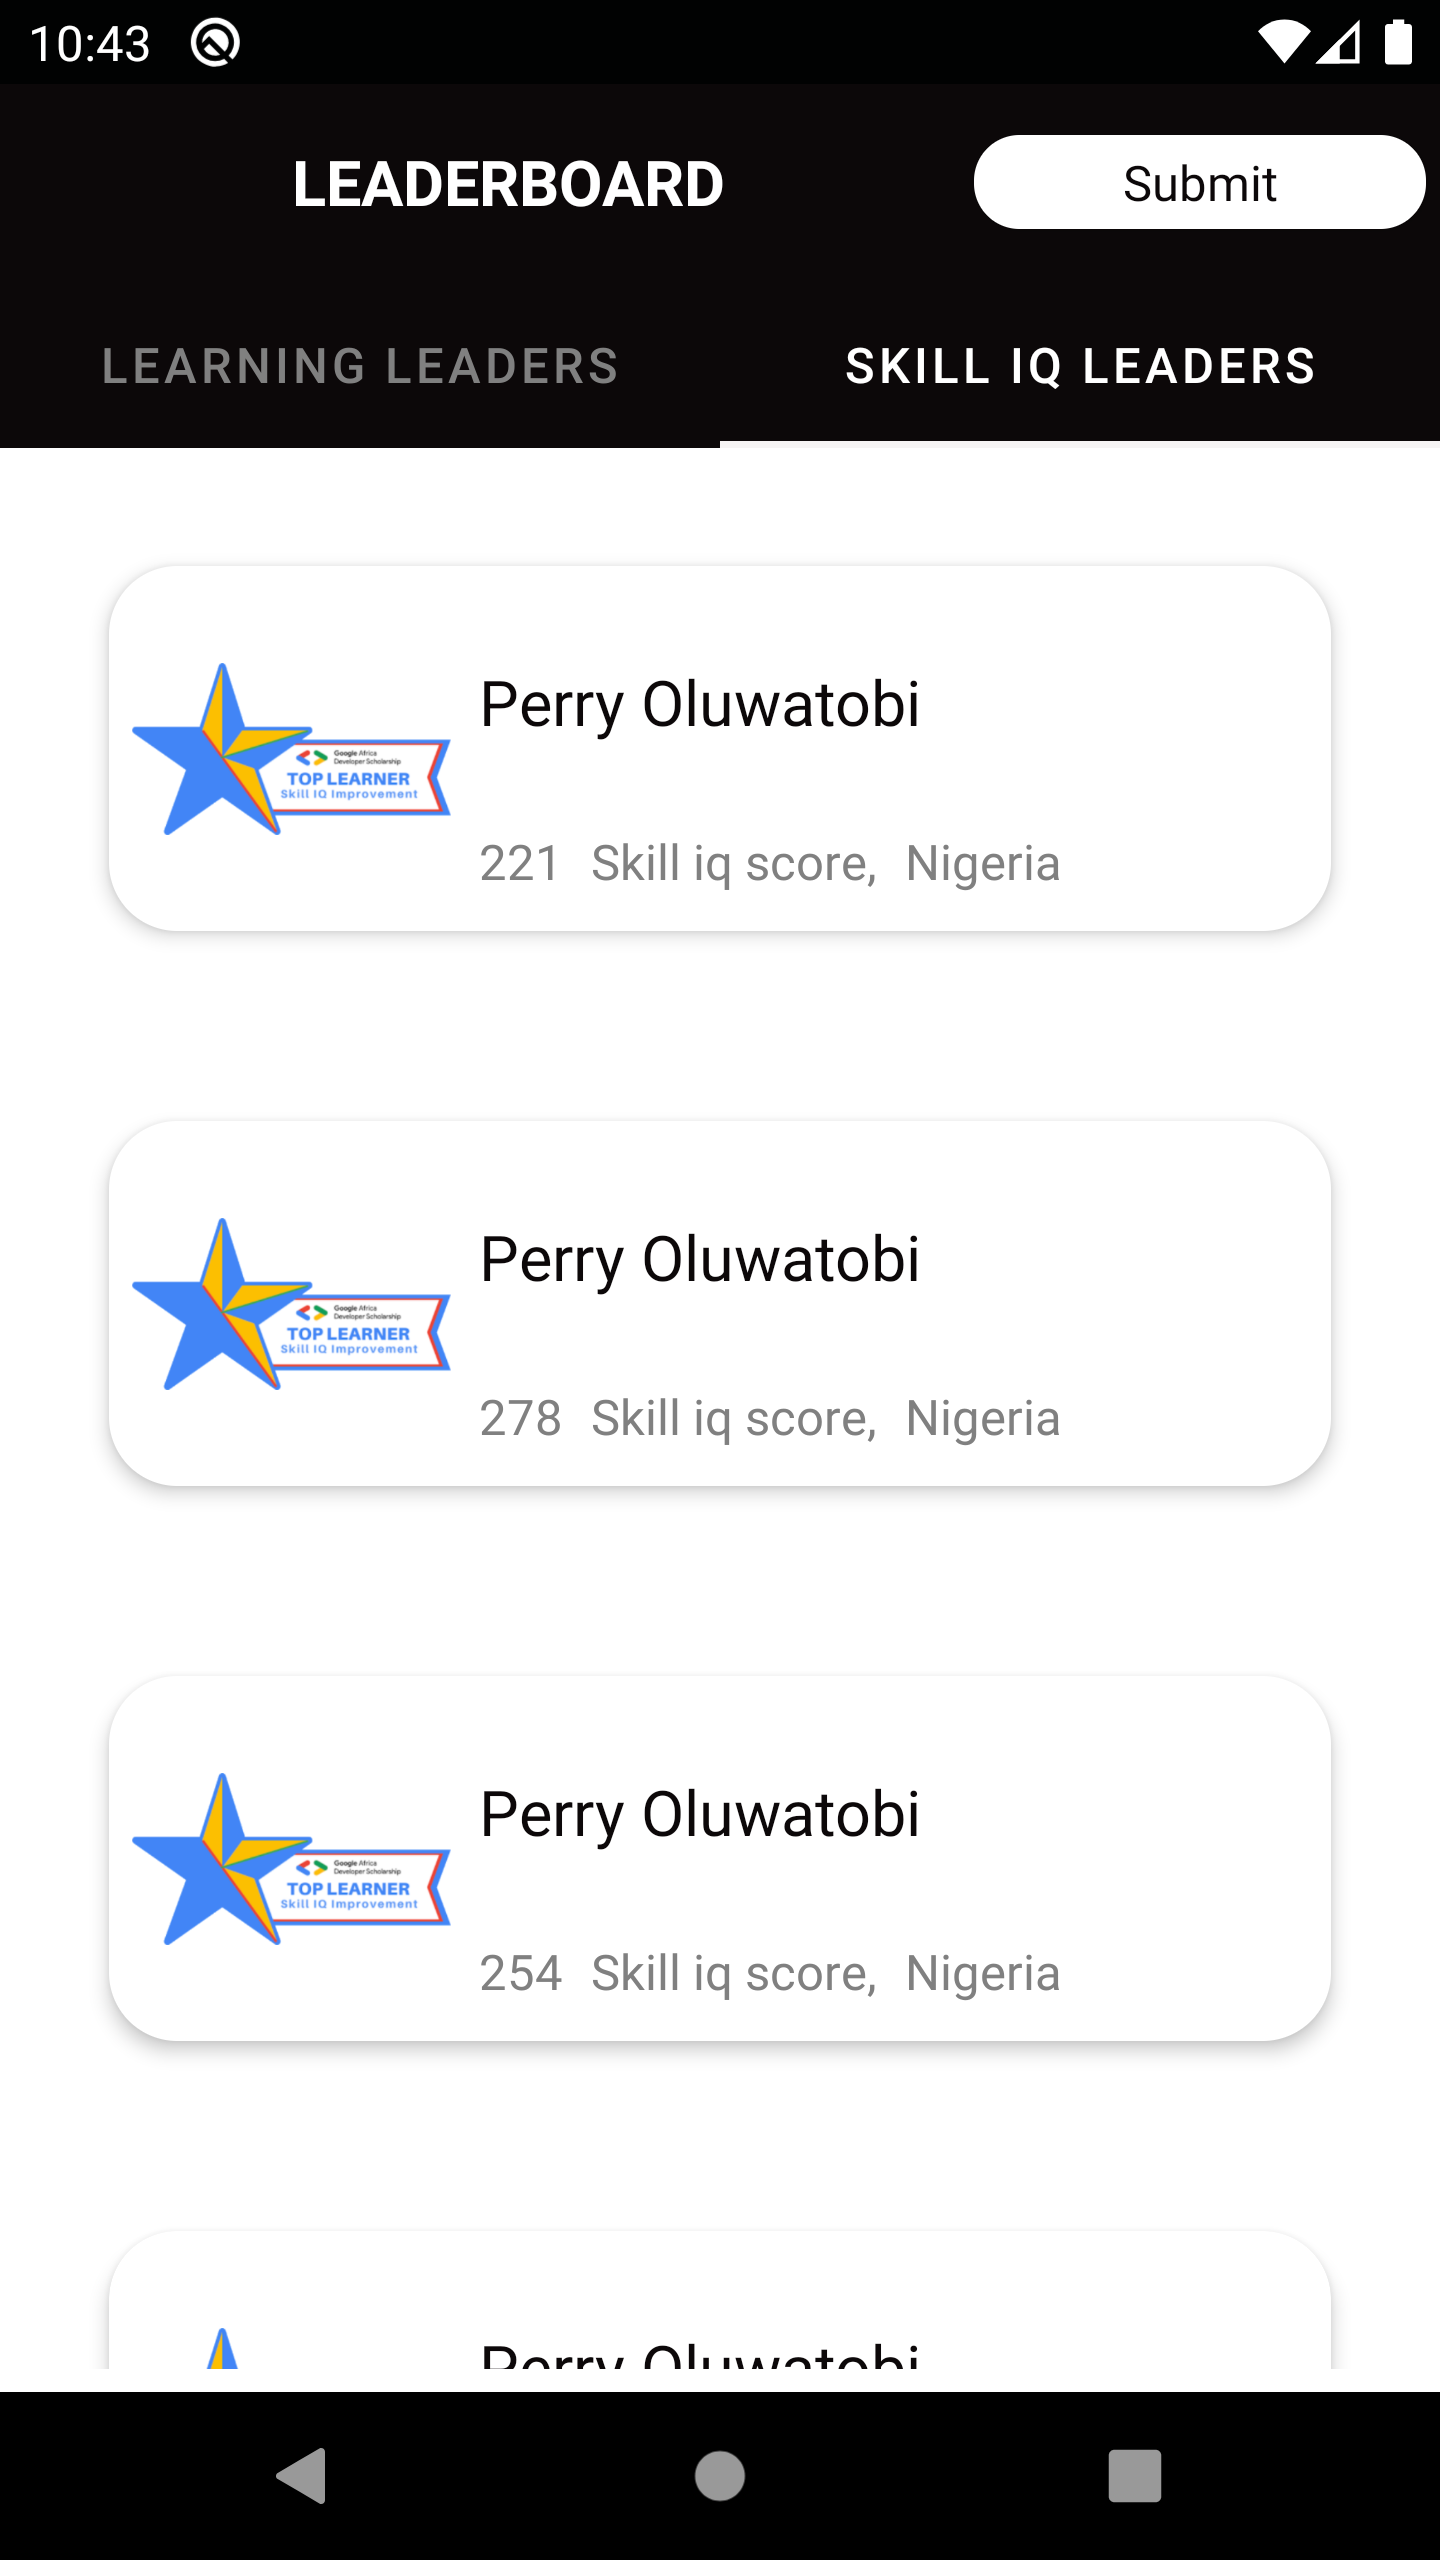 10:43
LEADERBOARD
Submit
LEARNING LEADERS
SKILL IQ LEADERS
Perry Oluwatobi
Google Africa
Developer Scholarship
TOP LEARNER
Skill IQ Improvement
221 Skill iq score, Nigeria
Perry Oluwatobi
Google Africa
Developer Scholarship
TOP LEARNER
Skill IQ Improvement
278 Skill iq score, Nigeria
Perry Oluwatobi
Google Africa
Developer Scholarship
TOP LEARNER
Skill IQ Improvement
254 Skill iq score, Nigeria
Perry Oluwatobi